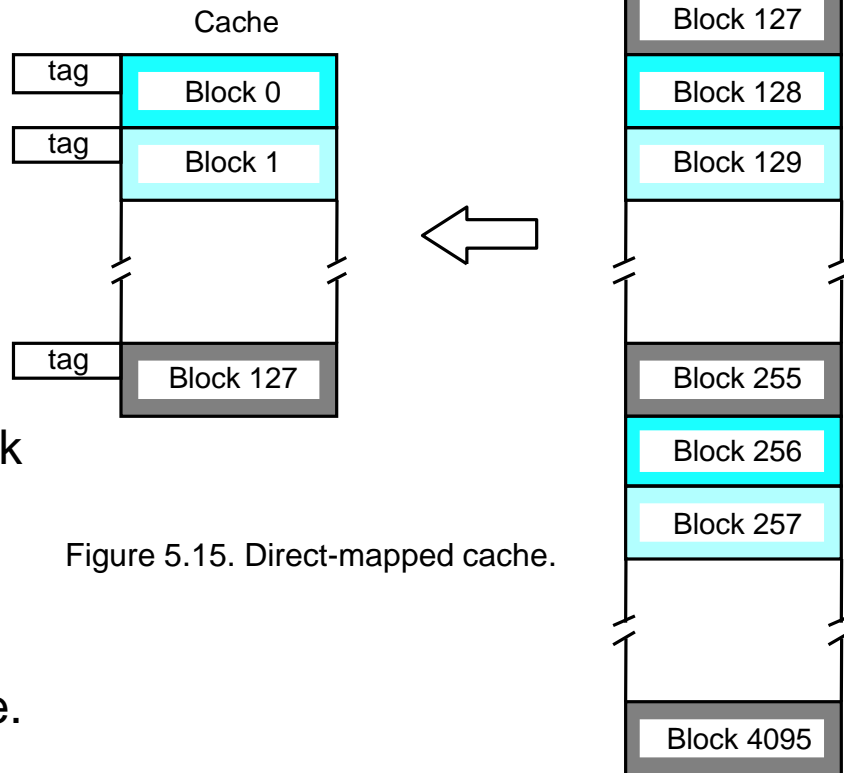 Cache
tag
Block 0
tag
Block 1
tag
Block 127
k
Figure 5.15. Direct-mapped cache.
e.
Block 127
Block 128
Block 129
Block 255
Block 256
Block 257
Block 4095